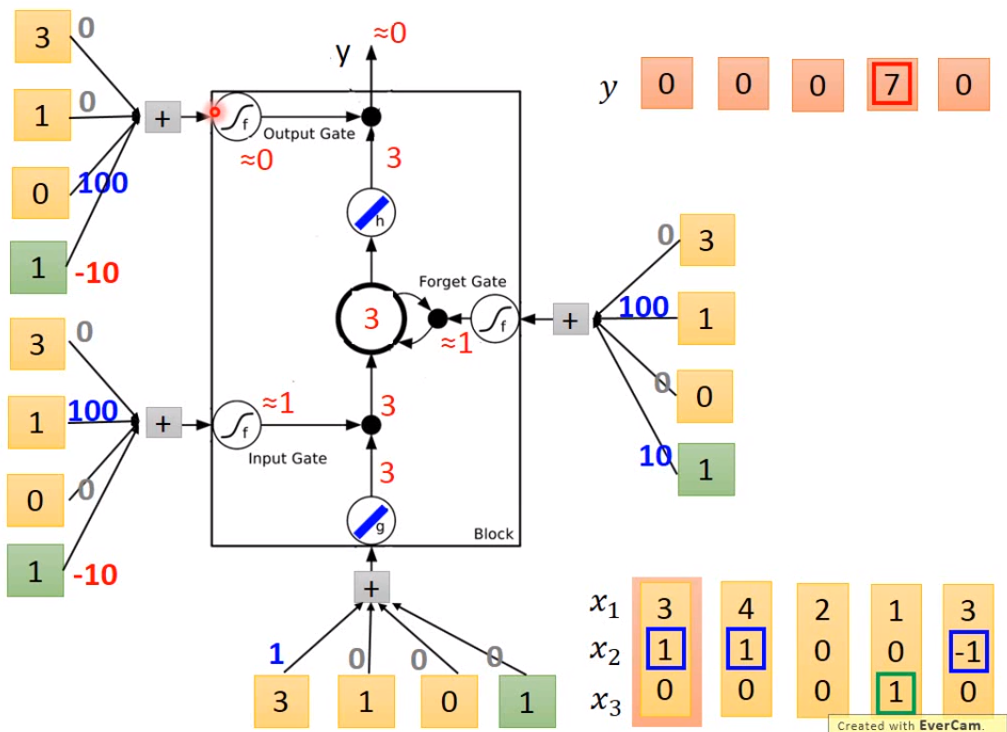 3 0
1 0
0 100
1 -10
+
y ≈0
f Output Gate
≈0
3
h
3
Forget Gate
f
≈1
+
0 3
100 1
0 0
10 1
3 0
1 100
0 0
1 -10
+
≈1
f
Input Gate
3
3
g
Block
+
1 0 0 0
3 1 0 1
y 0 0 0 7 0
x₁ 3 4 2 1 3
x₂ 1 1 0 0 -1
x₃ 0 0 0 1 0
Created with EverCam.